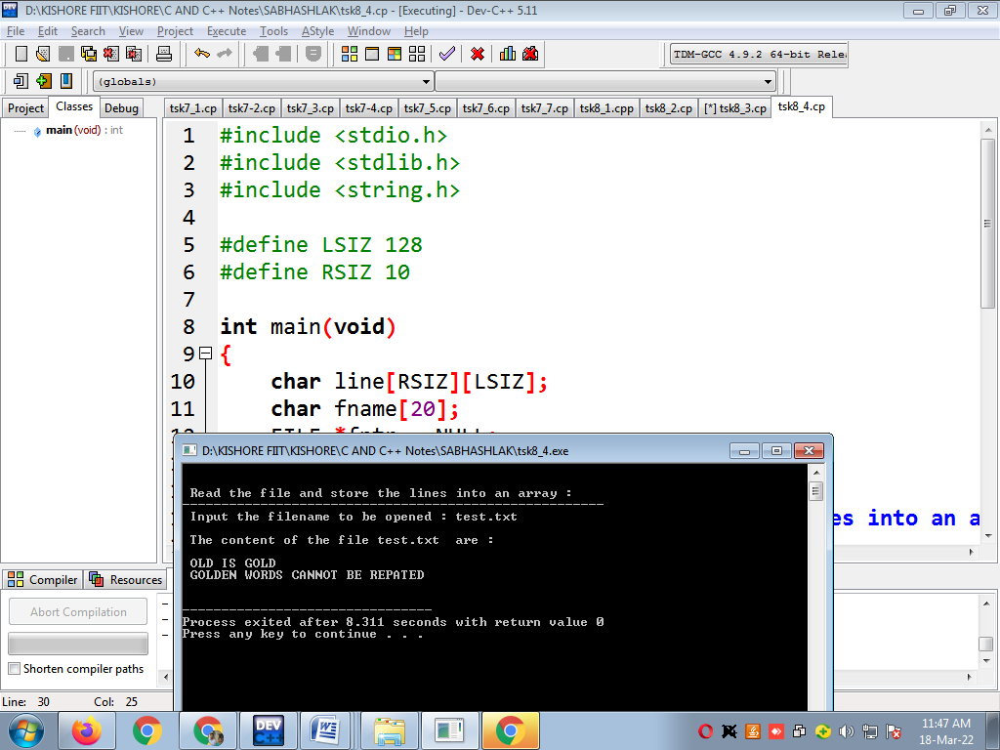 D:\KISHORE FIIT\KISHORE\C AND C++ Notes\SABHASHLAK\tsk8_4.cp - [Executing] - Dev-C++ 5.11
File Edit Search View Project Execute Tools AStyle Window Help
TDM-GCC 4.9.2 64-bit Rele
(globals)
Project Classes Debug
tsk7_1.cp tsk7-2.cp tsk7_3.cp tsk7-4.cp tsk7_5.cp tsk7_6.cp tsk7_7.cp tsk8_1.cpp tsk8_2.cp [*] tsk8_3.cp tsk8_4.cp
main (void) : int
1 #include <stdio.h>
2 #include <stdlib.h>
3 #include <string.h>
4
5 #define LSIZ 128
6 #define RSIZ 10
7
8 int main(void)
9 {
10 char line[RSIZ][LSIZ];
11 char fname[20];
12 FILE *fptr = NULL;
es into an a
D:\KISHORE FIIT\KISHORE\C AND C++ Notes\SABHASHLAK\tsk8_4.exe
Read the file and store the lines into an array :
------------------------------------------------------
Input the filename to be opened : test.txt
The content of the file test.txt  are :
OLD IS GOLD
GOLDEN WORDS CANNOT BE REPATED
--------------------------------
Process exited after 8.311 seconds with return value 0
Press any key to continue . . .
Compiler Resources
Abort Compilation
Shorten compiler paths
Line: 30 Col: 25
DEV C++
11:47 AM
18-Mar-22